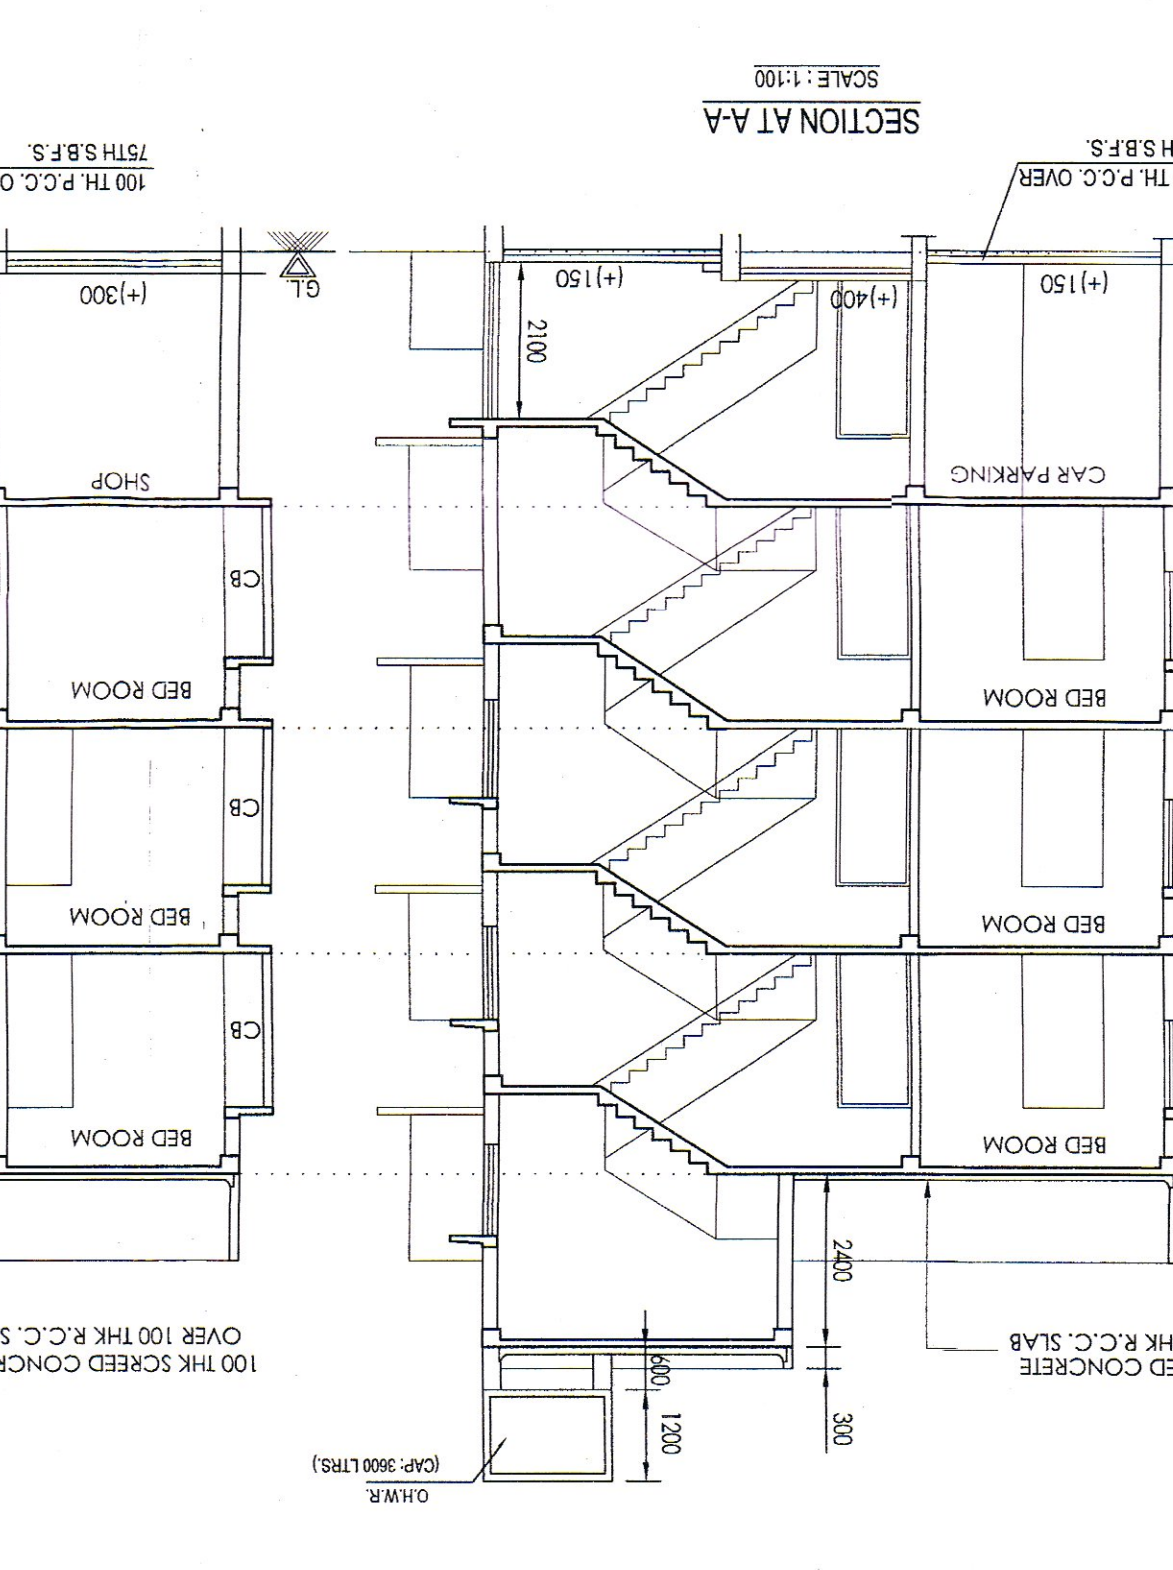 O.H.W.R.
(CAP: 3600 LTRS.)
300
1200
600
ED CONCRETE
HK R.C.C. SLAB
100 THK SCREED CONCR
OVER 100 THK R.C.C. S
2400
BED ROOM
BED ROOM
CB
BED ROOM
BED ROOM
CB
BED ROOM
BED ROOM
CB
CAR PARKING
SHOP
2100
(+)150
(+)400
(+)150
G.L.
(+)300
TH. P.C.C. OVER
H S.B.F.S.
100 TH. P.C.C. O
75TH S.B.F.S.
SECTION AT A-A
SCALE : 1:100